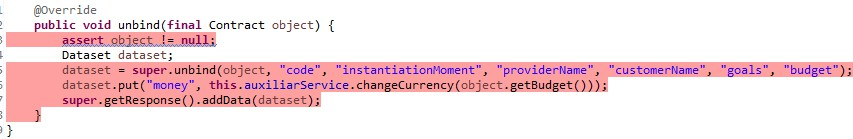 @Override
public void unbind(final Contract object) {
assert object != null;
Dataset dataset;
dataset = super.unbind(object, "code", "instantiationMoment", "providerName", "customerName", "goals", "budget");
dataset.put("money", this.auxiliarService.changeCurrency(object.getBudget()));
super.getResponse().addData(dataset);
}
}